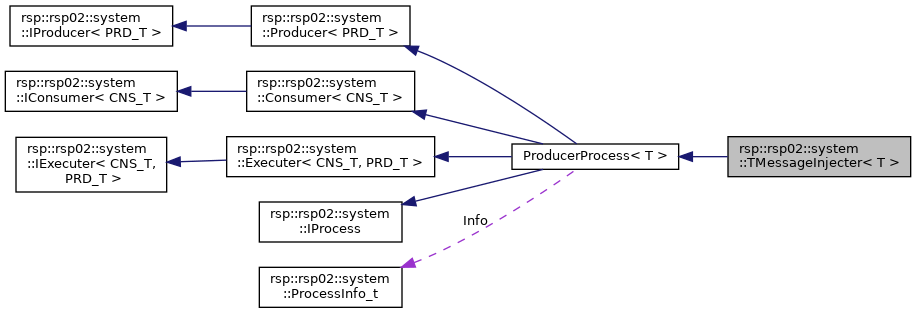 rsp::rsp02::system
::IProducer< PRD_T >
rsp::rsp02::system
::Producer< PRD_T >
rsp::rsp02::system
::IConsumer< CNS_T >
rsp::rsp02::system
::Consumer< CNS_T >
rsp::rsp02::system
::IExecuter< CNS_T,
PRD_T >
rsp::rsp02::system
::Executer< CNS_T, PRD_T >
ProducerProcess< T >
rsp::rsp02::system
::TMessageInjecter< T >
rsp::rsp02::system
::IProcess
Info
rsp::rsp02::system
::ProcessInfo_t